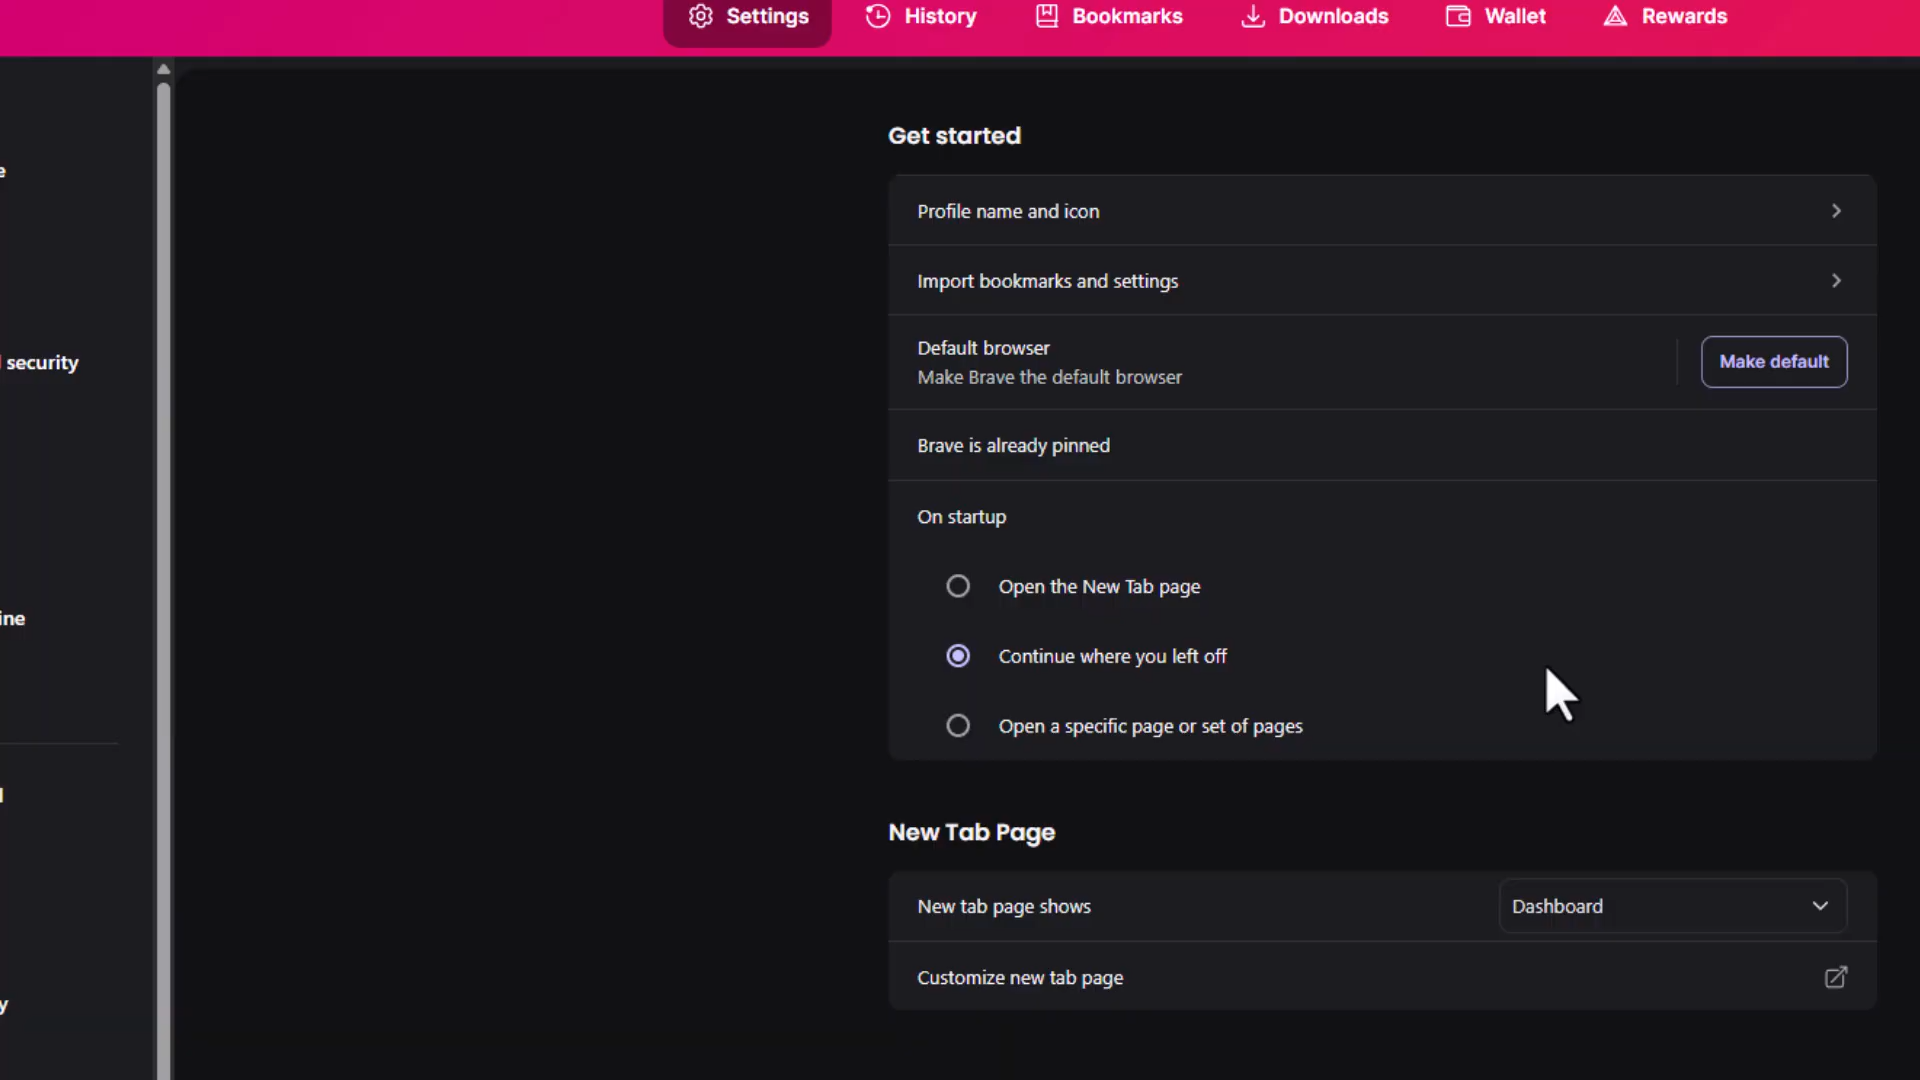 Settings
History
Bookmarks
Downloads
Wallet
Rewards
security
Get started
Profile name and icon
Import bookmarks and settings
Default browser
Make Brave the default browser
Make default
Brave is already pinned
On startup
Open the New Tab page
Continue where you left off
Open a specific page or set of pages
New Tab Page
New tab page shows
Dashboard
Customize new tab page